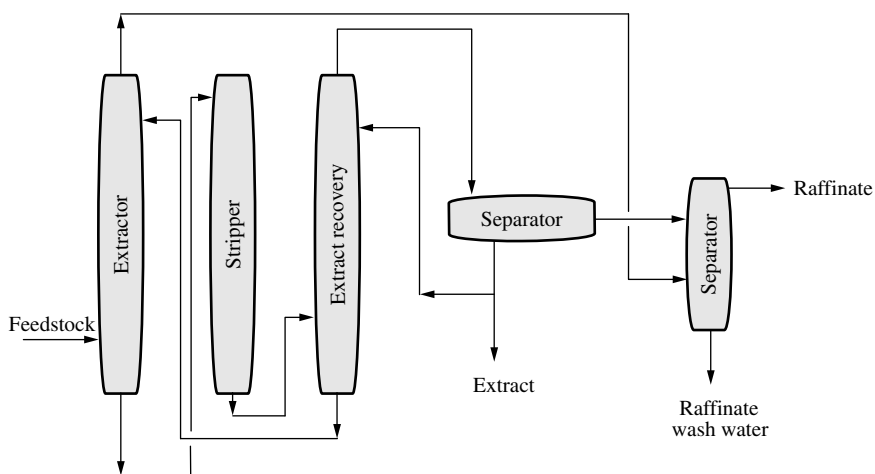 Extractor
Stripper
Extract recovery
Separator
Separator
Raffinate
Feedstock
Extract
Raffinate
wash water